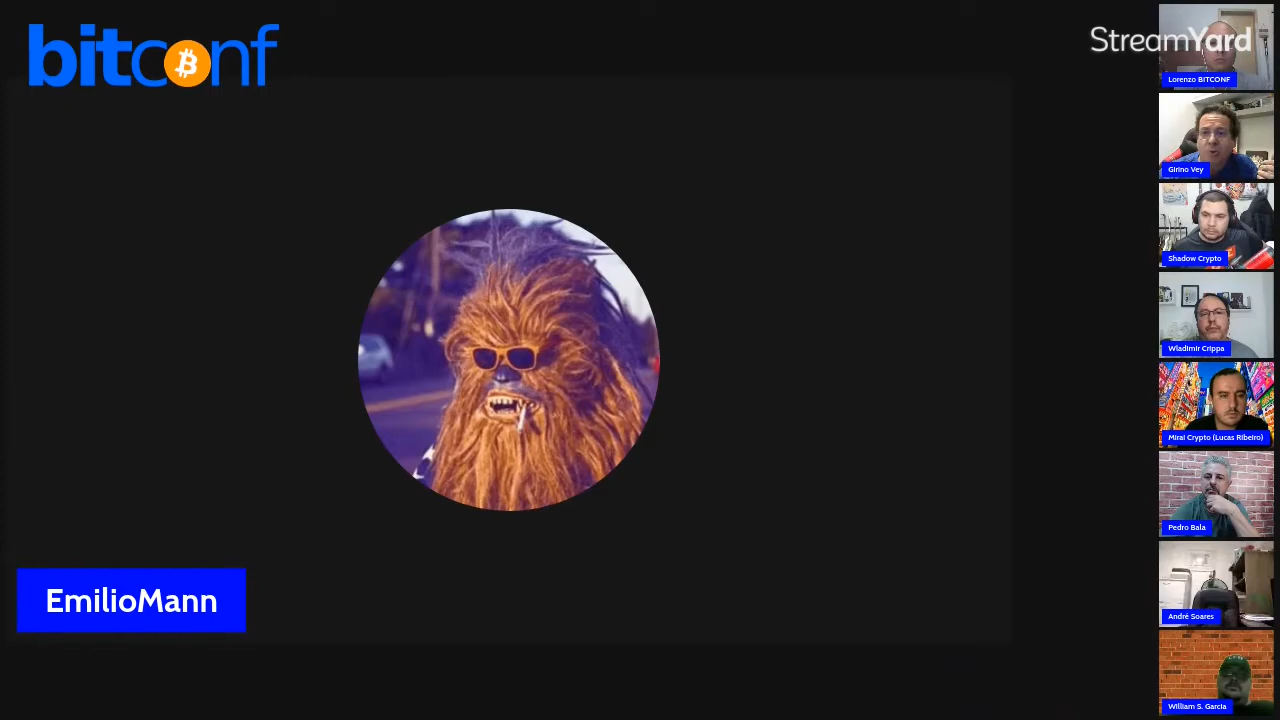 bitconf
StreamYard
Lorenzo BITCONF
Girino Vey
Shadow Crypto
Wladimir Crippa
Mirai Crypto (Lucas Ribeiro)
Pedro Bala
André Soares
William S. Garcia
EmilioMann